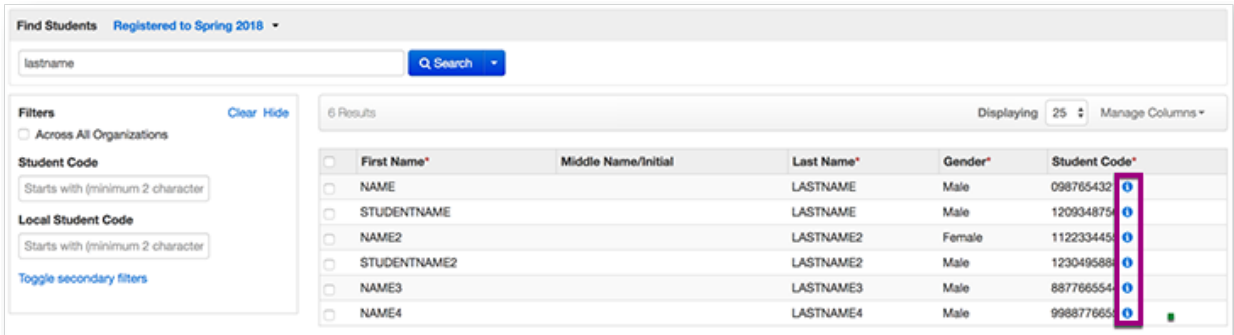 Find Students Registered to Spring 2018
lastname Search
Filters Clear Hide
Across All Organizations
Student Code
Starts with (minimum 2 character
Local Student Code
Starts with (minimum 2 character
Toggle secondary filters
6 Results Displaying 25 Manage Columns
First Name* Middle Name/Initial Last Name* Gender* Student Code*
NAME LASTNAME Male
STUDENTNAME LASTNAME Male
NAME2 LASTNAME2 Female
STUDENTNAME2 LASTNAME2 Male
NAME3 LASTNAME3 Male
NAME4 LASTNAME4 Male